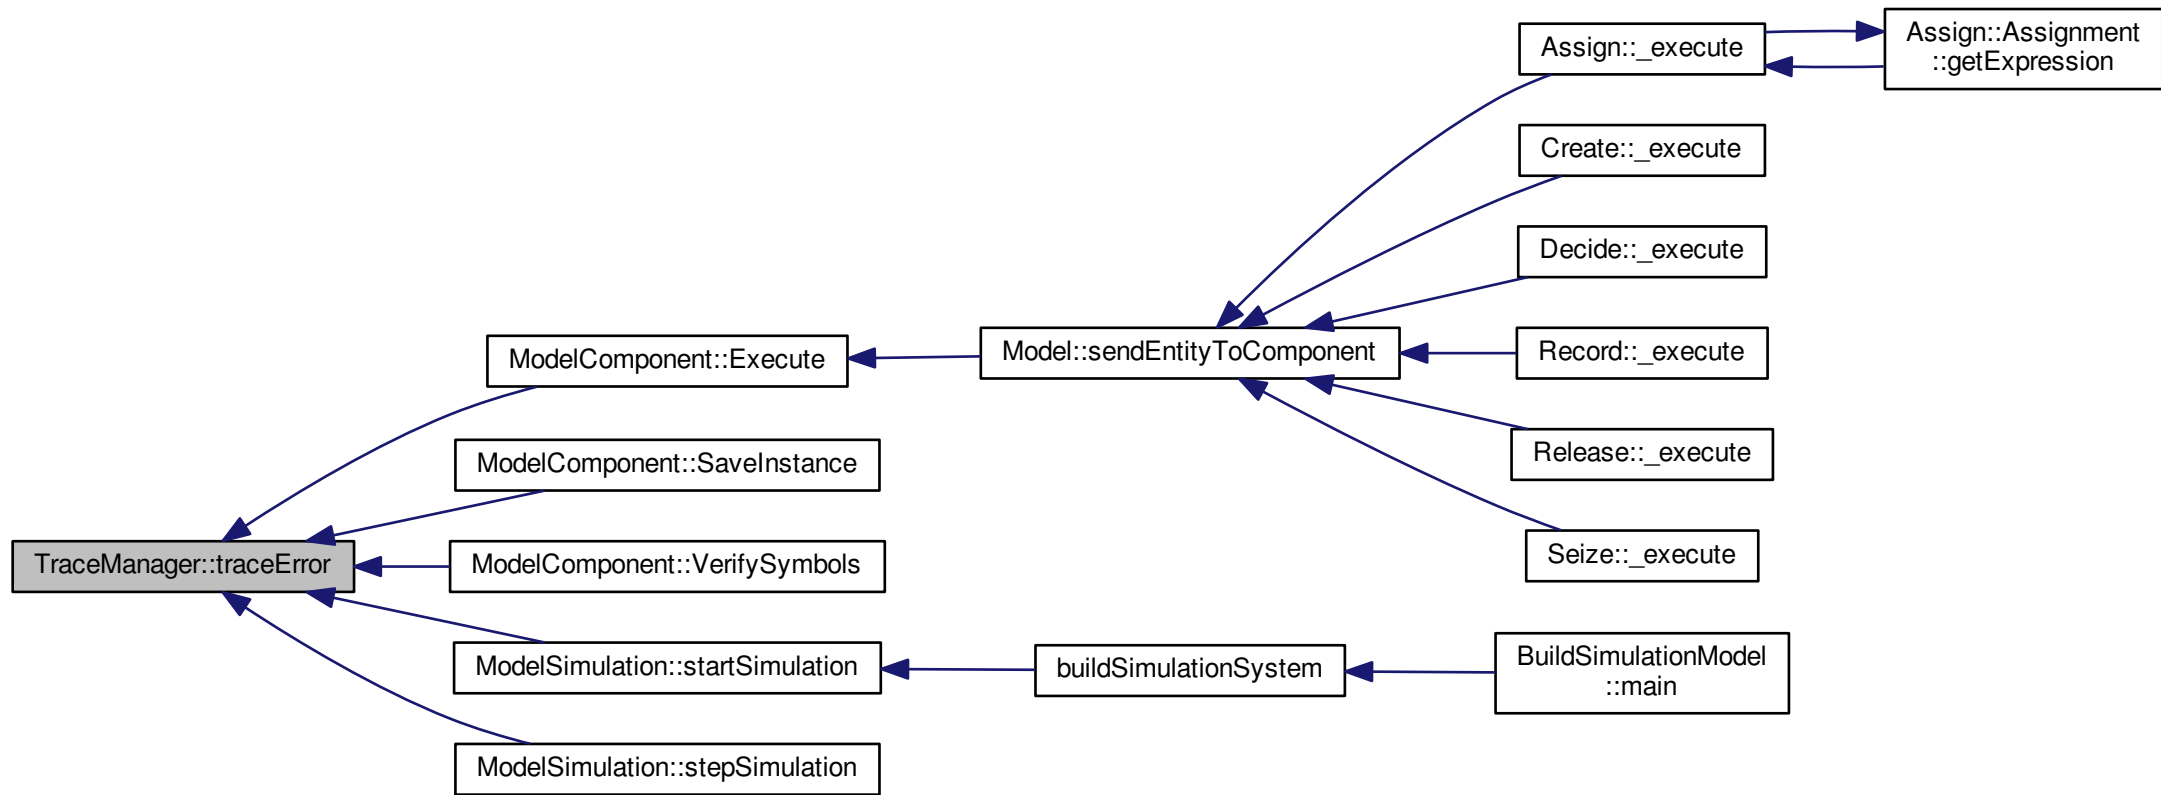 Assign::_execute
Assign::Assignment
::getExpression
Create::_execute
Decide::_execute
ModelComponent::Execute
Model::sendEntityToComponent
Record::_execute
ModelComponent::SaveInstance
Release::_execute
TraceManager::traceError
ModelComponent::VerifySymbols
Seize::_execute
ModelSimulation::startSimulation
buildSimulationSystem
BuildSimulationModel
::main
ModelSimulation::stepSimulation